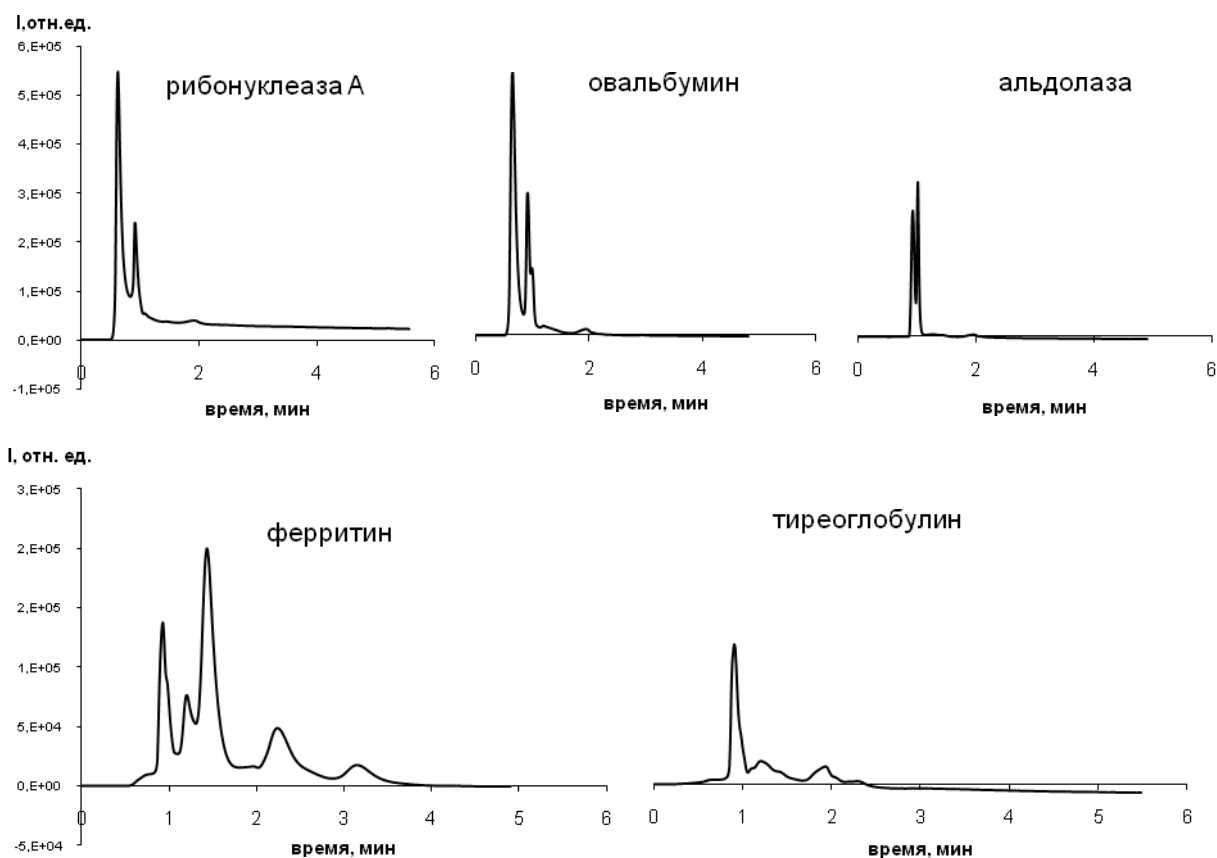 I,отн.ед.
6,E+05
5,E+05
4,E+05
3,E+05
2,E+05
1,E+05
0,E+00
-1,E+05
рибонуклеаза А
овальбумин
альдолаза
0 2 4 6
0 2 4 6
0 2 4 6
время, мин
время, мин
время, мин
I, отн. ед.
3,E+05
2,E+05
2,E+05
1,E+05
5,E+04
0,E+00
-5,E+04
ферритин
тиреоглобулин
0 1 2 3 4 5 6
0 1 2 3 4 5 6
время, мин
время, мин